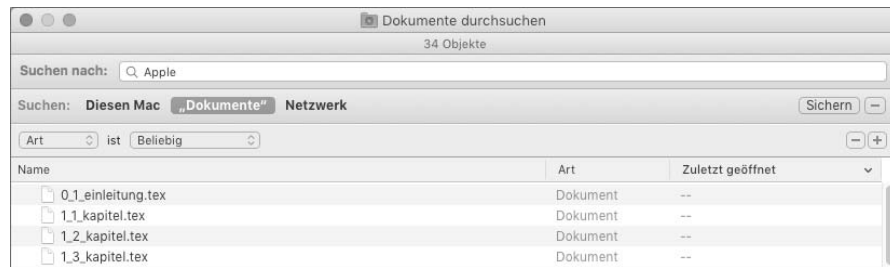 Dokumente durchsuchen
34 Objekte
Suchen nach: Apple
Suchen: Diesen Mac „Dokumente“ Netzwerk Sichern
Art ist Beliebig
Name Art Zuletzt geöffnet
0_1_einleitung.tex Dokument --
1_1_kapitel.tex Dokument --
1_2_kapitel.tex Dokument --
1_3_kapitel.tex Dokument --